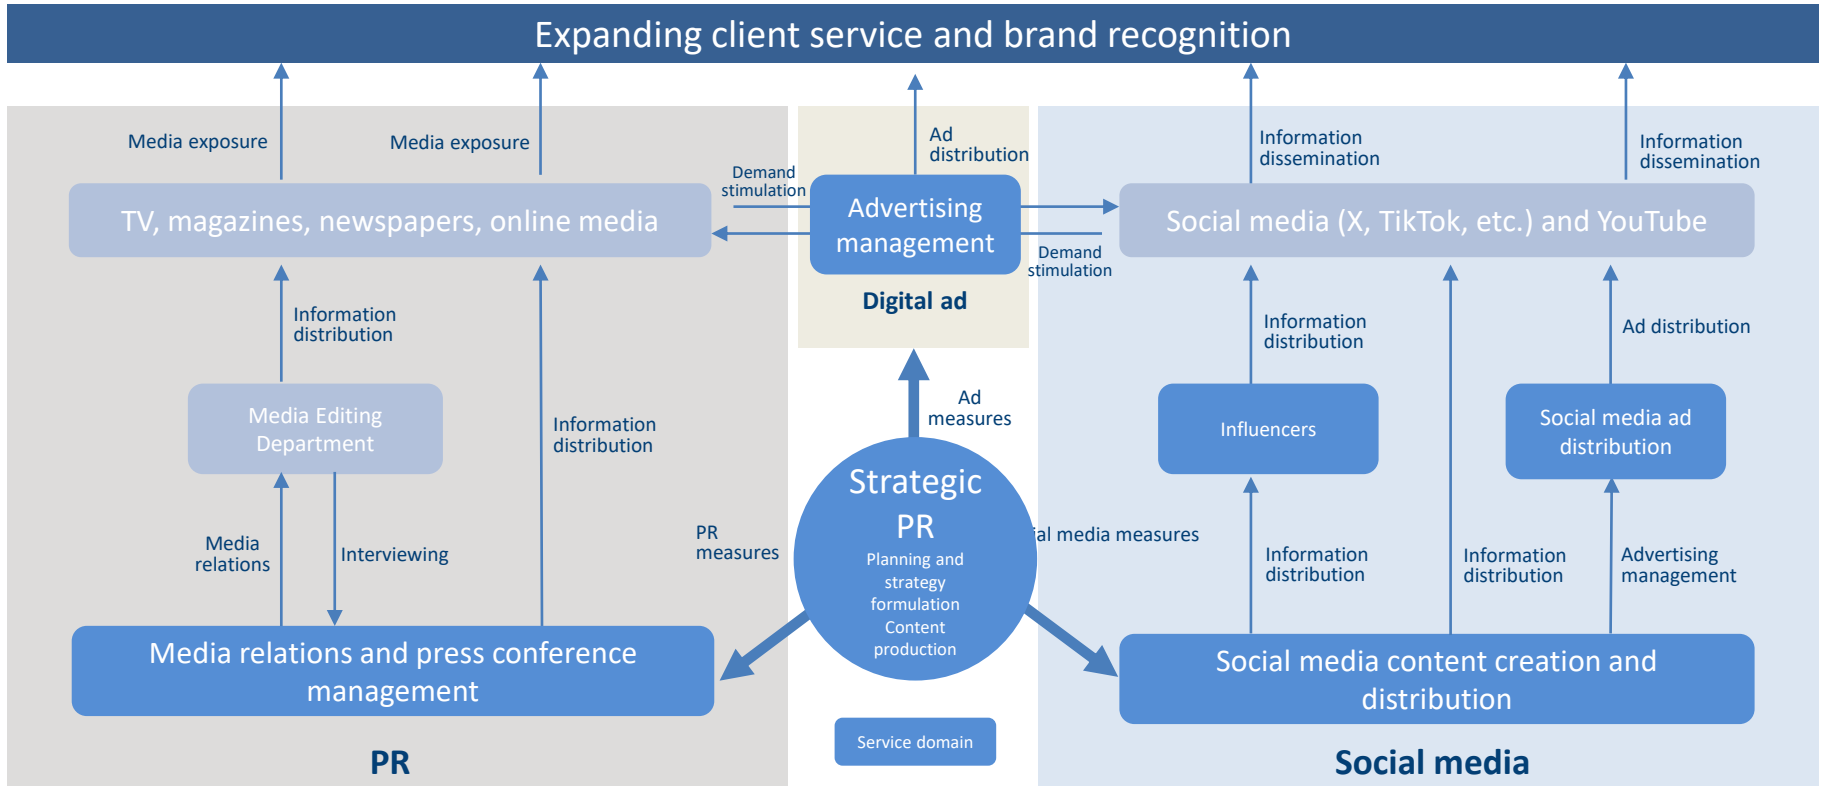 Expanding client service and brand recognition
Media exposure
Media exposure
Ad
distribution
Information
dissemination
Information
dissemination
Demand
stimulation
TV, magazines, newspapers, online media
Advertising
management
Social media (X, TikTok, etc.) and YouTube
Demand
stimulation
Digital ad
Information
distribution
Information
distribution
Ad distribution
Media Editing
Department
Information
distribution
Ad
measures
Influencers
Social media ad
distribution
Strategic
PR
Planning and
strategy
formulation
Content
production
Media
relations
Interviewing
PR
measures
ial media measures
Information
distribution
Information
distribution
Advertising
management
Media relations and press conference
management
Social media content creation and
distribution
Service domain
PR
Social media